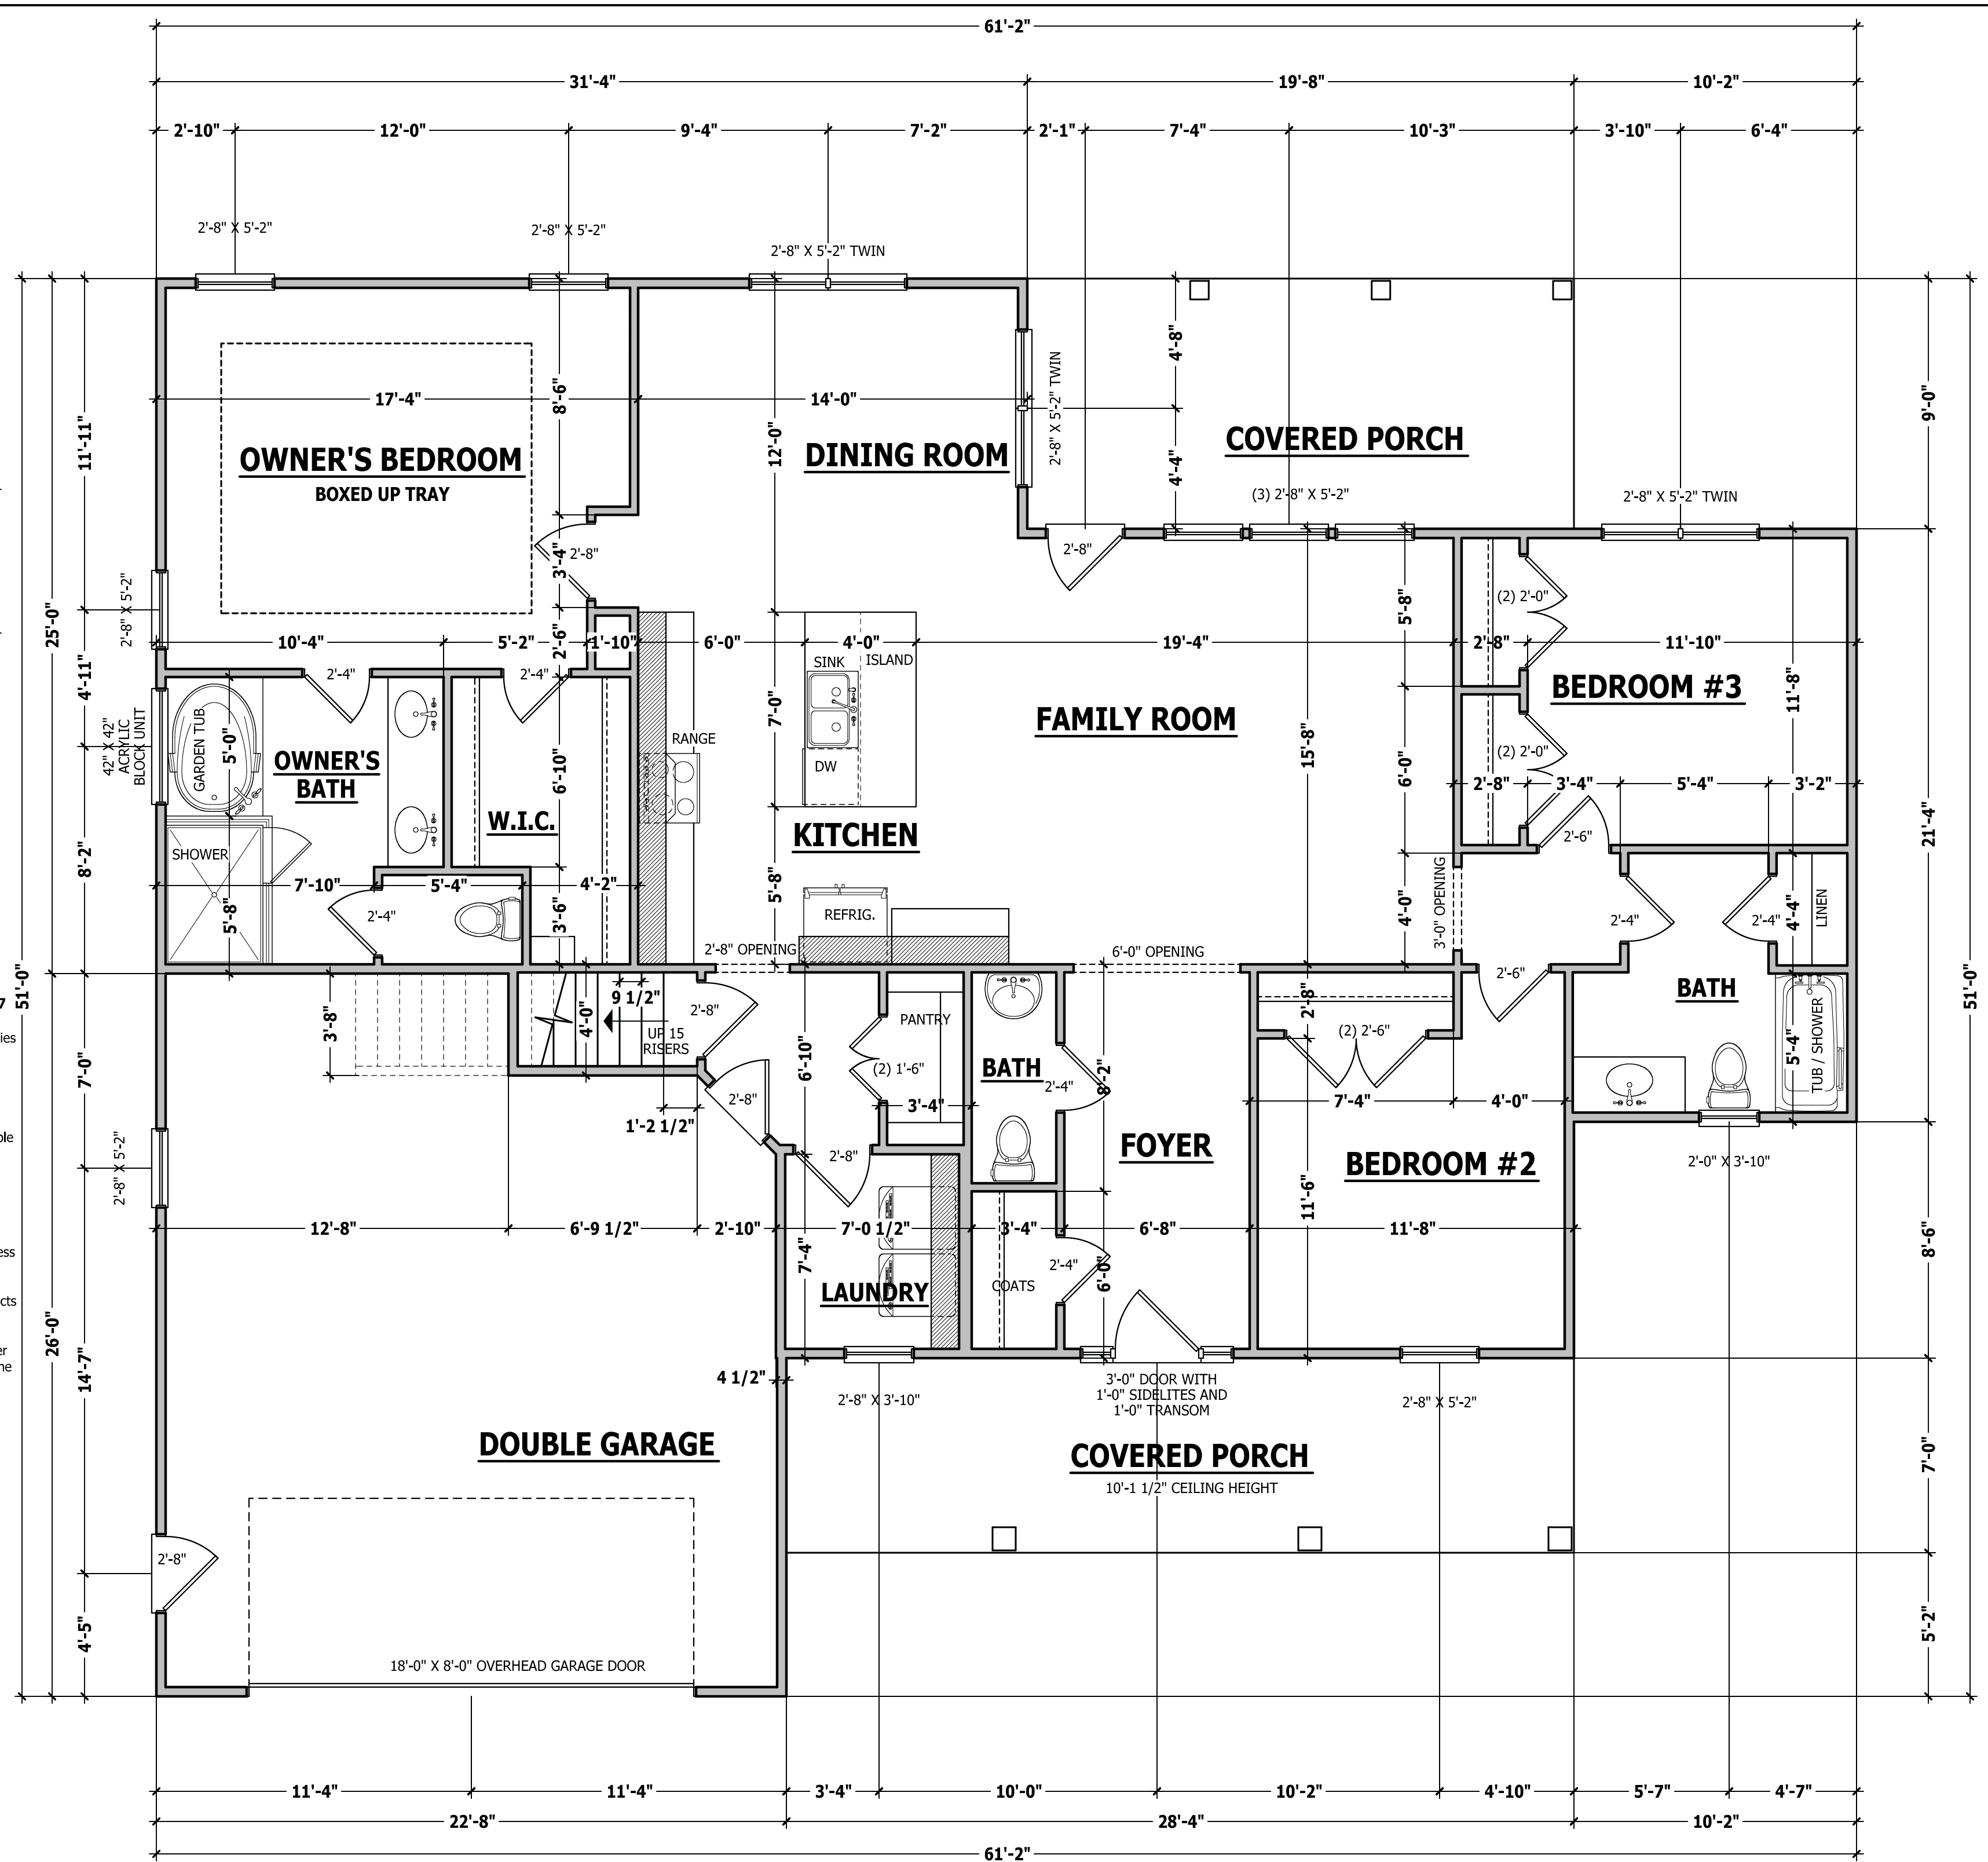 61'-2"
31'-4" 19'-8" 10'-2"
2'-10" 12'-0" 9'-4" 7'-2" 2'-1" 7'-4" 10'-3" 3'-10" 6'-4"
2'-8" X 5'-2" 2'-8" X 5'-2"
2'-8" X 5'-2" TWIN
4'-8"
9'-0"
8'-6"
17'-4" 14'-0"
2'-8" X 5'-2" TWIN
11'-11"
12'-0"
OWNER'S BEDROOM
DINING ROOM
COVERED PORCH
BOXED UP TRAY
4'-4"
(3) 2'-8" X 5'-2"
2'-8" X 5'-2" TWIN
2'-8"
3'-4"
2'-8"
2'-8" X 5'-2"
25'-0"
5'-8"
(2) 2'-0"
10'-4" 5'-2" 2'-6" 1'-10" 6'-0" 4'-0" 19'-4" 2'-8" 11'-10"
SINK ISLAND
2'-4" 2'-4"
4'-11"
BEDROOM #3
11'-8"
7'-0"
FAMILY ROOM
42" X 42"
ACRYLIC
BLOCK UNIT
GARDEN TUB
5'-0"
RANGE
15'-8"
6'-0"
(2) 2'-0"
OWNER'S
BATH
6'-10"
DW
2'-8" 3'-4" 5'-4" 3'-2"
W.I.C.
KITCHEN
2'-6"
21'-4"
SHOWER
8'-2"
7'-10" 5'-4" 4'-2"
5'-8"
3'-0" OPENING
4'-0"
2'-4"
5'-8"
3'-6"
REFRIG.
2'-4" 2'-4"
4'-4"
LINEN
2'-8" OPENING
6'-0" OPENING
51'-0"
7
9 1/2"
2'-6"
BATH
51'-0"
3'-8"
4'-0"
2'-8"
PANTRY
2'-8"
ies
UP 15
RISERS
(2) 2'-6"
6'-10"
5'-4"
TUB / SHOWER
7'-0"
(2) 1'-6"
BATH
2'-4"
8'-2"
2'-8"
3'-4"
7'-4" 4'-0"
1'-2 1/2"
2'-8" X 5'-2"
2'-8"
FOYER
BEDROOM #2
2'-0" X 3'-10"
11'-6"
12'-8" 6'-9 1/2" 2'-10" 7'-0 1/2" 3'-4" 6'-8" 11'-8"
8'-6"
ess
7'-4"
2'-4"
6'-0"
LAUNDRY
COATS
cts
26'-0"
14'-7"
4 1/2"
2'-8" X 3'-10"
3'-0" DOOR WITH
1'-0" SIDELITES AND
1'-0" TRANSOM
2'-8" X 5'-2"
DOUBLE GARAGE
COVERED PORCH
10'-1 1/2" CEILING HEIGHT
7'-0"
2'-8"
4'-5"
5'-2"
18'-0" X 8'-0" OVERHEAD GARAGE DOOR
11'-4" 11'-4" 3'-4" 10'-0" 10'-2" 4'-10" 5'-7" 4'-7"
22'-8" 28'-4" 10'-2"
61'-2"